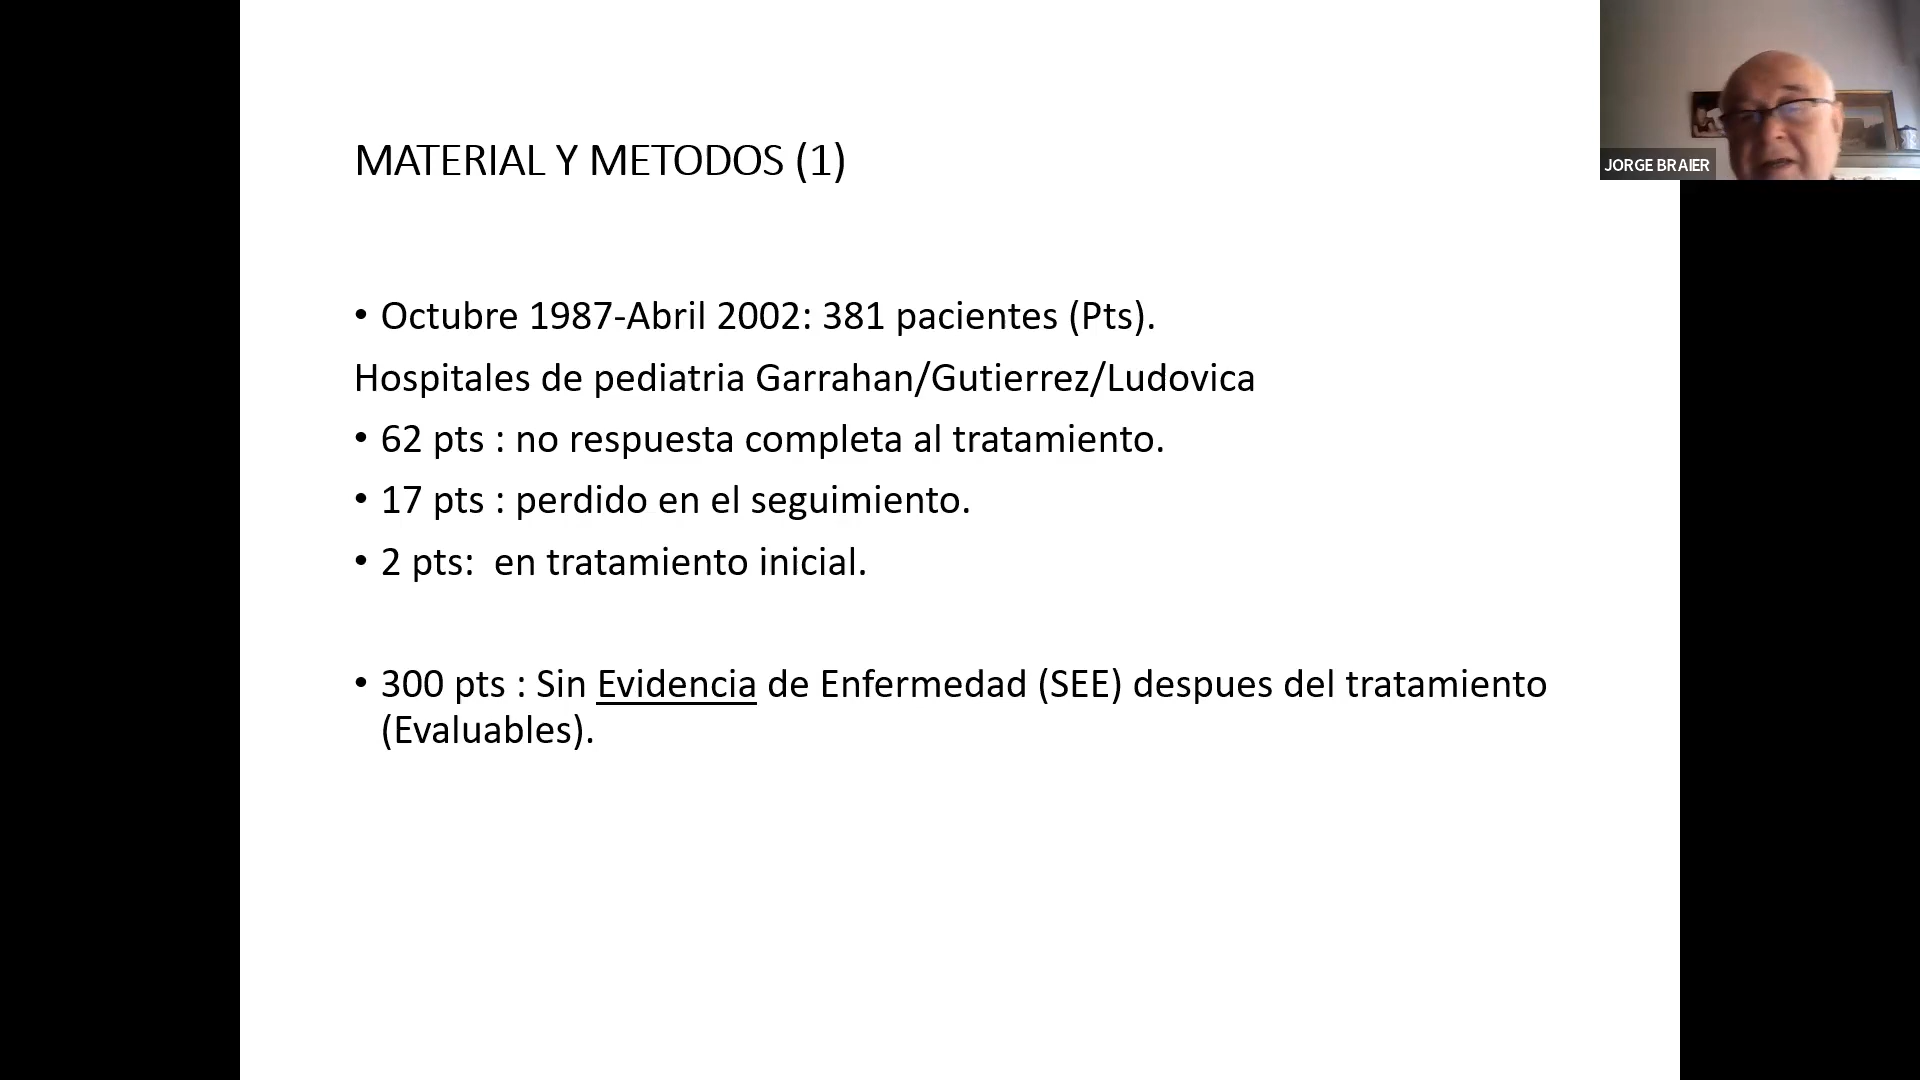 MATERIAL Y METODOS (1)
JORGE BRAIER
• Octubre 1987-Abril 2002: 381 pacientes (Pts).
Hospitales de pediatria Garrahan/Gutierrez/Ludovica
• 62 pts : no respuesta completa al tratamiento.
• 17 pts : perdido en el seguimiento.
• 2 pts:  en tratamiento inicial.
• 300 pts : Sin Evidencia de Enfermedad (SEE) despues del tratamiento
(Evaluables).